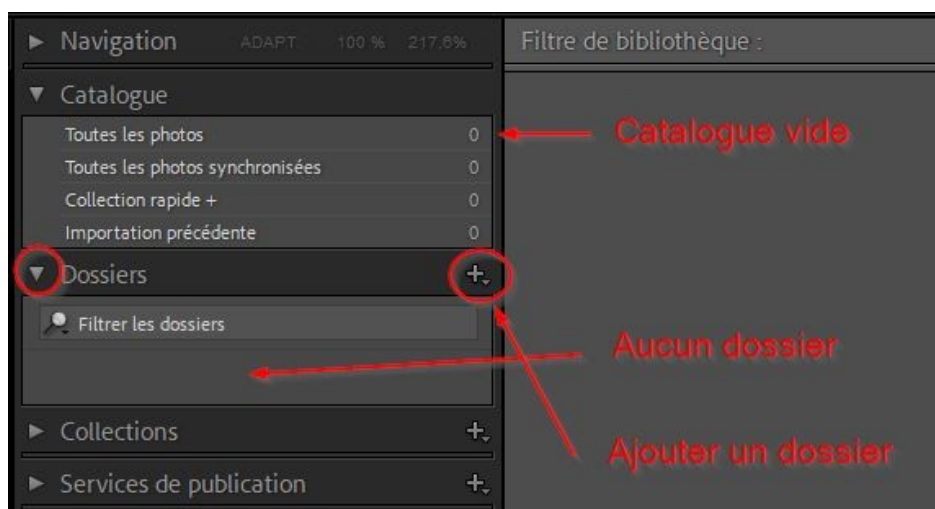 Navigation ADAPT 100 % 217,6%
Filtre de bibliothèque :
Catalogue
Toutes les photos 0
Catalogue vide
Toutes les photos synchronisées 0
Collection rapide + 0
Importation précédente 0
Dossiers
Filtrer les dossiers
Aucun dossier
Collections
Ajouter un dossier
Services de publication